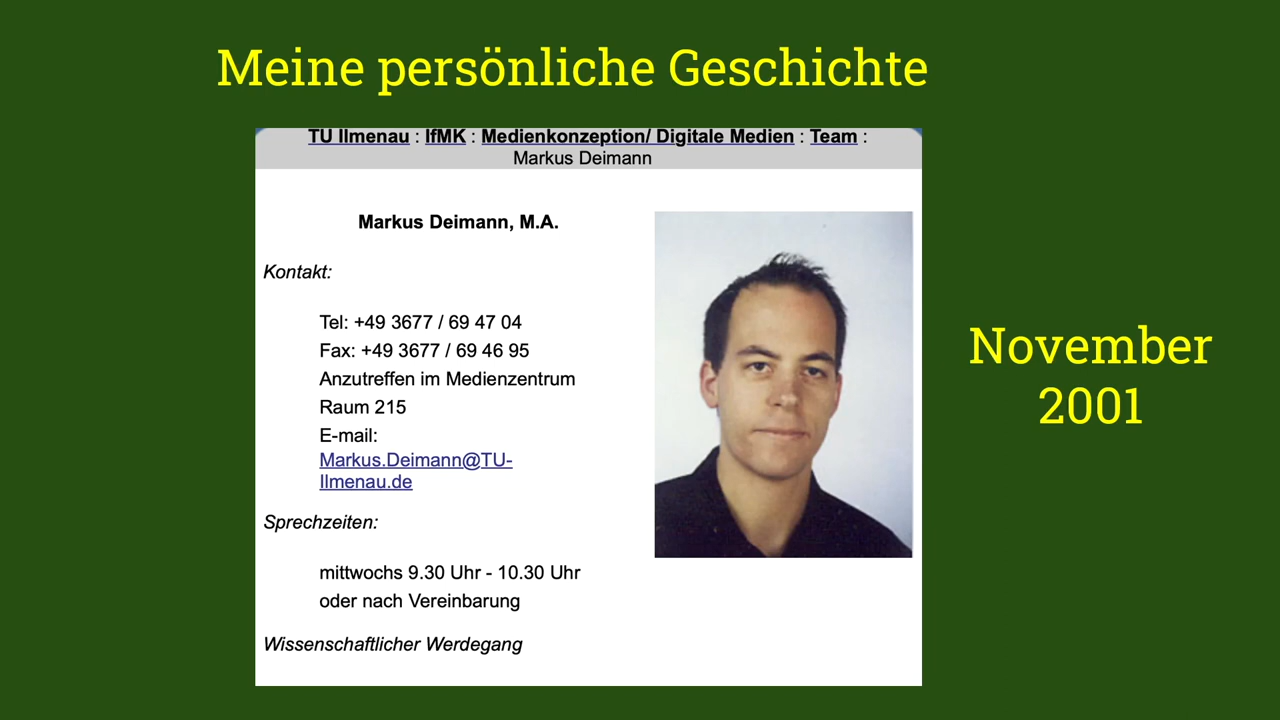 Meine persönliche Geschichte
TU Ilmenau : IfMK : Medienkonzeption/ Digitale Medien : Team :
Markus Deimann
Markus Deimann, M.A.
Kontakt:
Tel: +49 3677 / 69 47 04
Fax: +49 3677 / 69 46 95
Anzutreffen im Medienzentrum
Raum 215
E-mail:
Markus.Deimann@TU-
Ilmenau.de
Sprechzeiten:
mittwochs 9.30 Uhr - 10.30 Uhr
oder nach Vereinbarung
Wissenschaftlicher Werdegang
November
2001